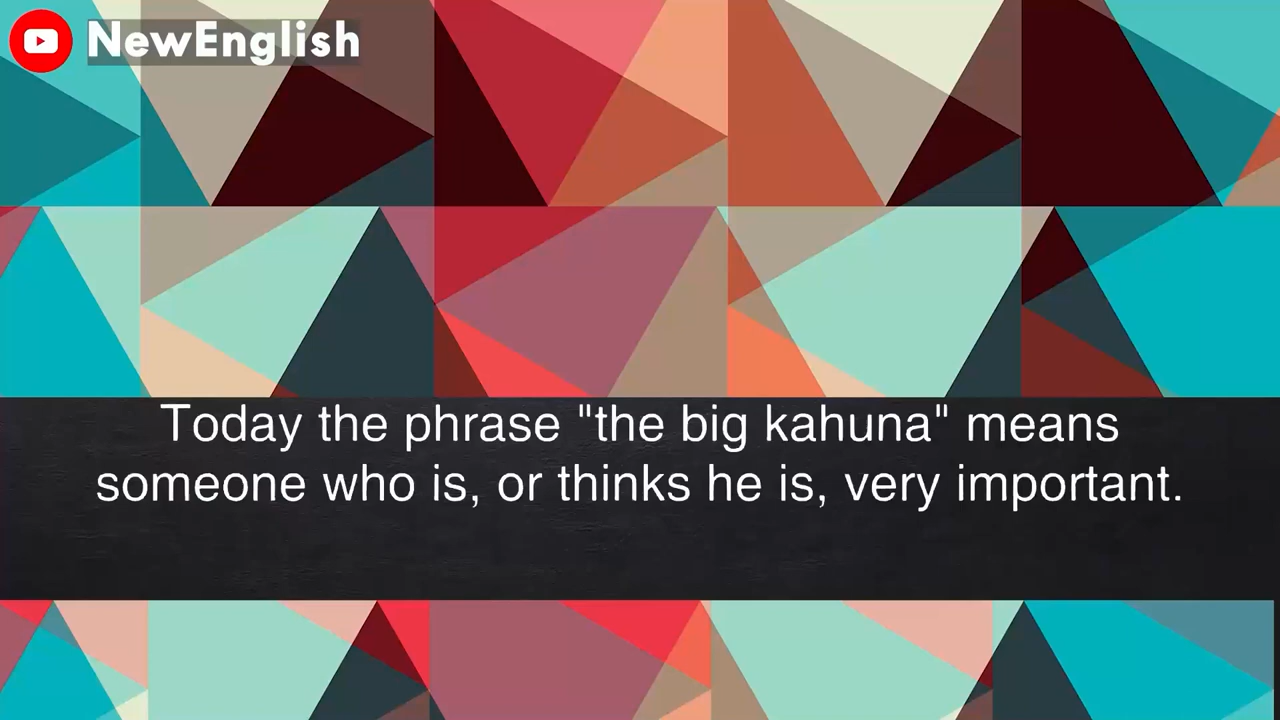 NewEnglish
Today the phrase "the big kahuna" means
someone who is, or thinks he is, very important.